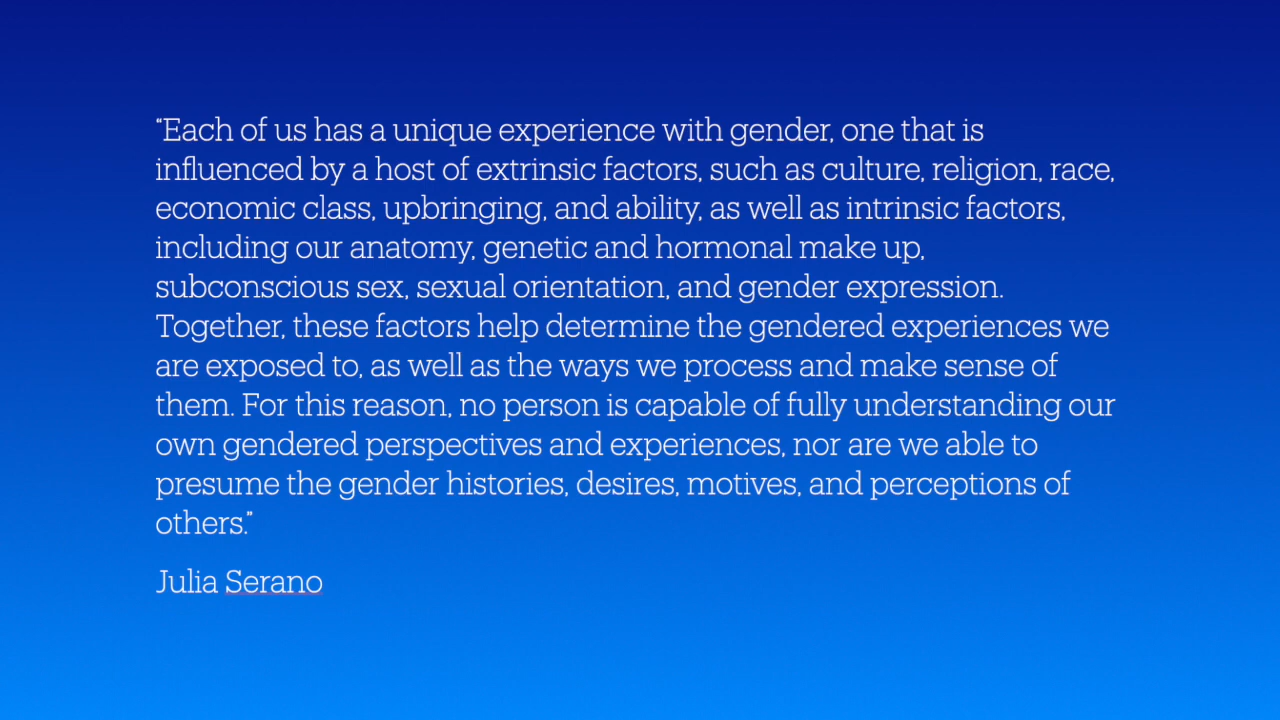 “Each of us has a unique experience with gender, one that is
influenced by a host of extrinsic factors, such as culture, religion, race,
economic class, upbringing, and ability, as well as intrinsic factors,
including our anatomy, genetic and hormonal make up,
subconscious sex, sexual orientation, and gender expression.
Together, these factors help determine the gendered experiences we
are exposed to, as well as the ways we process and make sense of
them. For this reason, no person is capable of fully understanding our
own gendered perspectives and experiences, nor are we able to
presume the gender histories, desires, motives, and perceptions of
others.”
Julia Serano